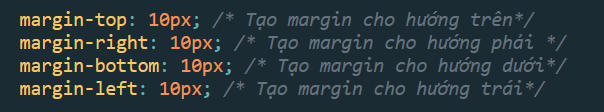 margin-top: 10px; /* Tạo margin cho hướng trên*/
margin-right: 10px; /* Tạo margin cho hướng phải */
margin-bottom: 10px; /* Tạo margin cho hướng dưới*/
margin-left: 10px; /* Tạo margin cho hướng trái*/